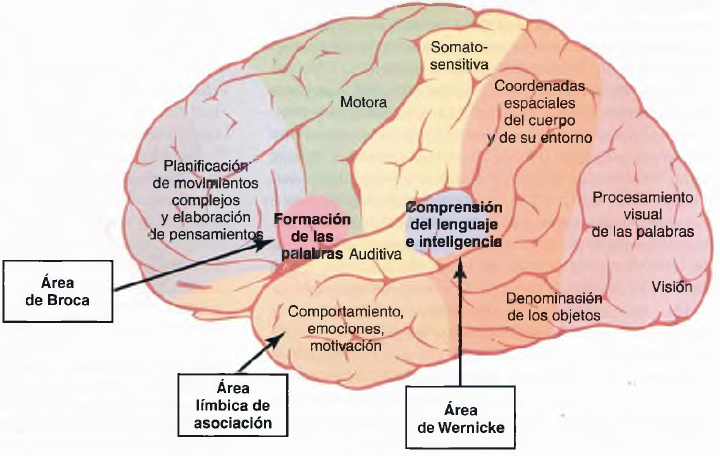 Somato-
sensitiva
Motora
Coordenadas
espaciales
del cuerpo
y de su entorno
Planificación
de movimientos
complejos
y elaboración
de pensamientos
Formación
de las
palabras
Comprensión
del lenguaje
e inteligencia
Procesamiento
visual
de las palabras
Auditiva
Área
de Broca
Visión
Comportamiento,
emociones,
motivación
Denominación
de los objetos
Área
límbica de
asociación
Área
de Wernicke